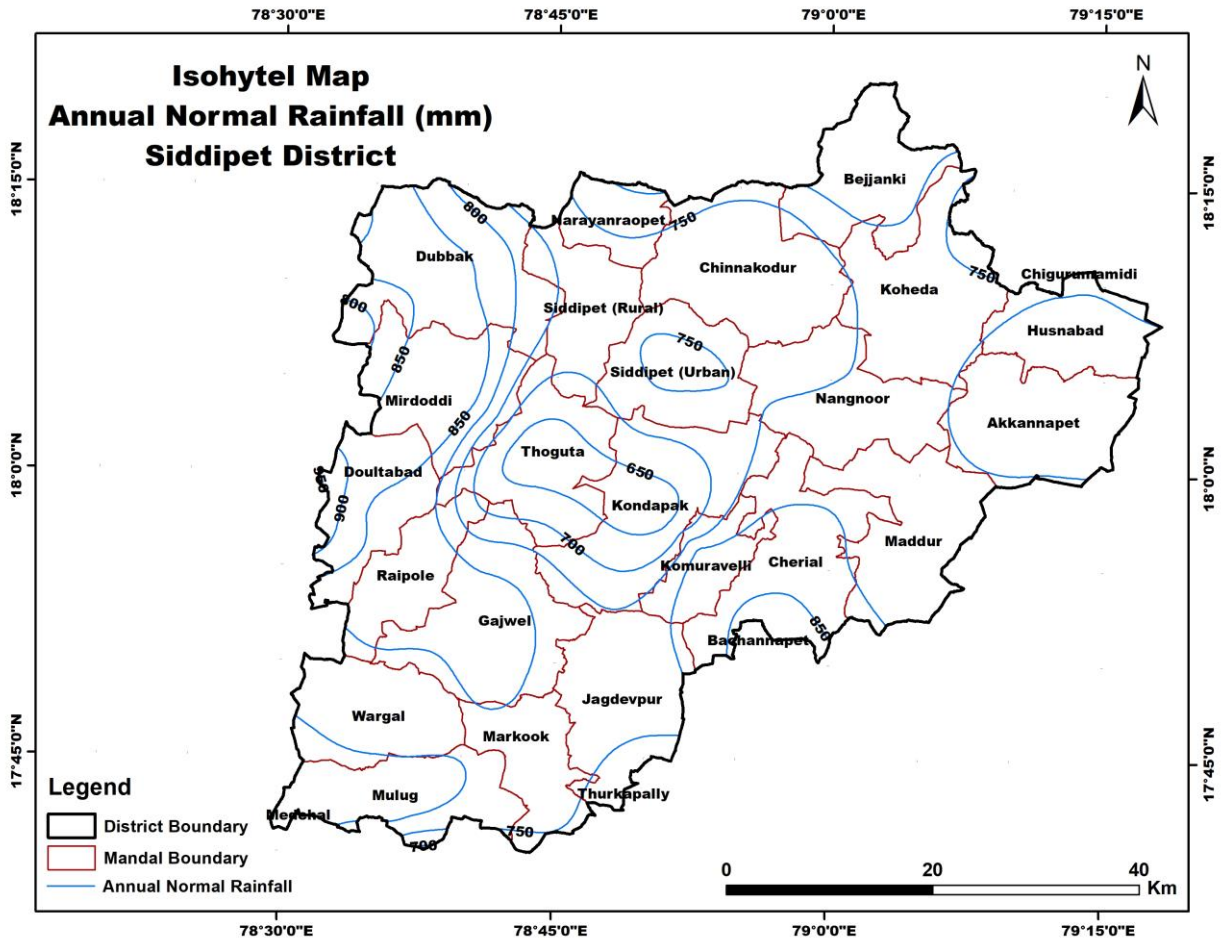 78°30'0"E 78°45'0"E 79°0'0"E 79°15'0"E
Isohytel Map
Annual Normal Rainfall (mm)
Siddipet District
N
18°15'0"N 18°15'0"N
Bejjanki
800
Narayanraopet 750
Dubbak
Chinnakodur
750 Chigurumamidi
Koheda
800 Siddipet (Rural)
Husnabad
750
850
Siddipet (Urban)
Mirdoddi Nangnoor
850 Akkannapet
Thoguta
18°0'0"N 18°0'0"N
Doultabad 650
950
900 Kondapak
700 Maddur
Komuravelli Cherial
Raipole
Gajwel 850
Bachannapet
Jagdevpur
Wargal
Markook
17°45'0"N 17°45'0"N
Mulug Thurkapally
Medchal
750
700
Legend
District Boundary
Mandal Boundary
Annual Normal Rainfall
0 20 40
Km
78°30'0"E 78°45'0"E 79°0'0"E 79°15'0"E